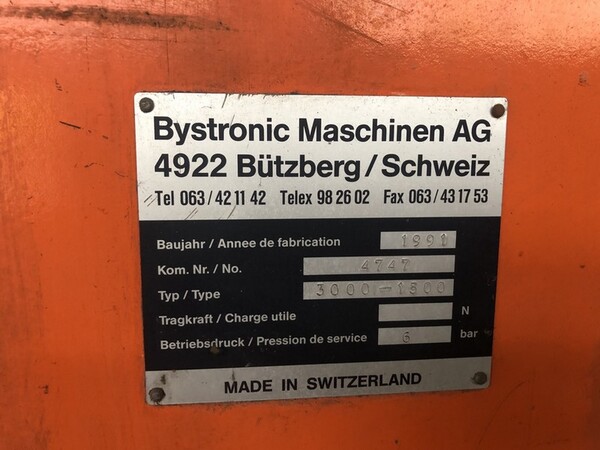 Bystronic Maschinen AG
4922 Bützberg/Schweiz
Tel 063/42 11 42 Telex 98 26 02 Fax 063/43 17 53
Baujahr / Annee de fabrication 1991
Kom. Nr. / No. 4747
Typ / Type 3000-1500
Tragkraft / Charge utile N
Betriebsdruck / Pression de service 6 bar
MADE IN SWITZERLAND